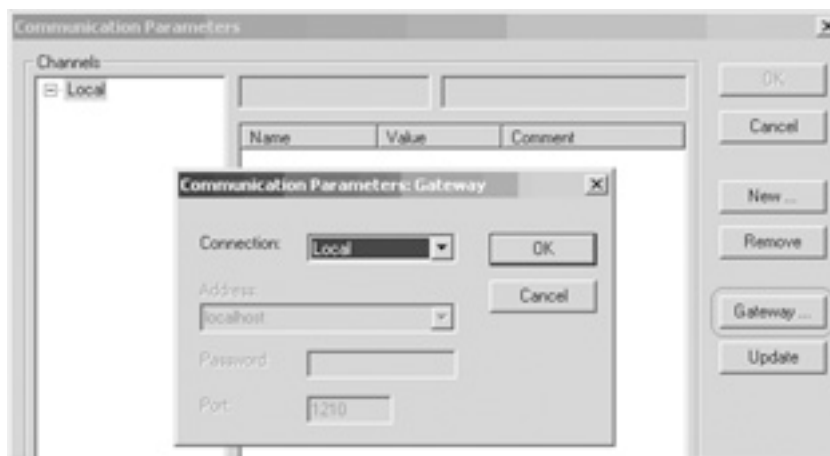 Communication Parameters
Channels
Local
OK
Cancel
Name Value Comment
Communication Parameters: Gateway
New ...
Connection: Local OK
Remove
Address:
Cancel
localhost
Gateway ...
Password
Update
Port 1210